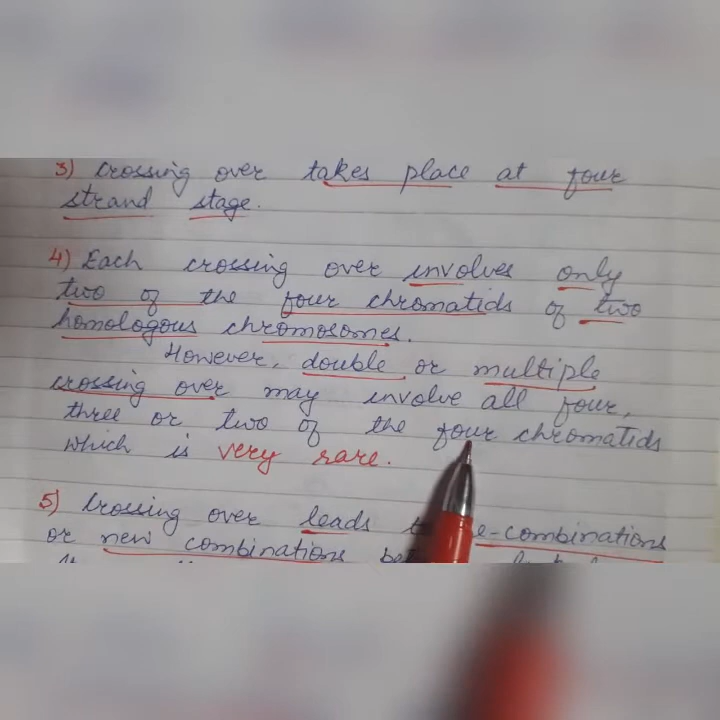 3) Crossing over takes place at four
strand stage.
4) Each crossing over involves only
two of the four chromatids of two
homologous chromosomes.
However, double or multiple
crossing over may involve all four,
three or two of the four chromatids
which is very rare.
5) Crossing over leads re-combinations
or new combinations